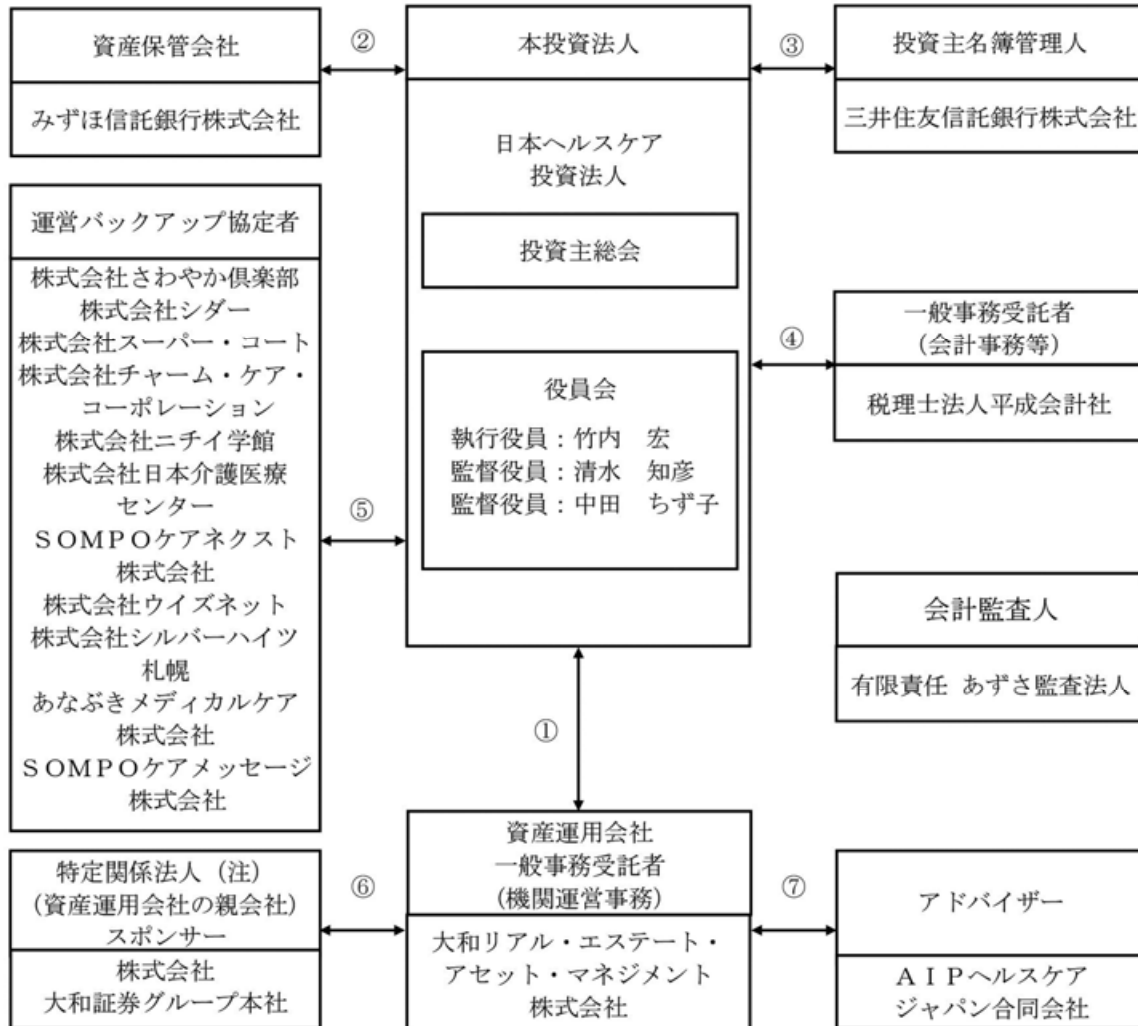 資産保管会社
みずほ信託銀行株式会社
②
本投資法人
日本ヘルスケア
投資法人
投資主総会
役員会
執行役員：竹内　宏
監督役員：清水　知彦
監督役員：中田　ちず子
③
投資主名簿管理人
三井住友信託銀行株式会社
運営バックアップ協定者
株式会社さわやか倶楽部
株式会社シダー
株式会社スーパー・コート
株式会社チャーム・ケア・
コーポレーション
株式会社ニチイ学館
株式会社日本介護医療
センター
ＳＯＭＰＯケアネクスト
株式会社
株式会社ウイズネット
株式会社シルバーハイツ
札幌
あなぶきメディカルケア
株式会社
ＳＯＭＰＯケアメッセージ
株式会社
⑤
④
一般事務受託者
（会計事務等）
税理士法人平成会計社
会計監査人
有限責任 あずさ監査法人
①
特定関係法人（注）
(資産運用会社の親会社)
スポンサー
株式会社
大和証券グループ本社
⑥
資産運用会社
一般事務受託者
(機関運営事務)
大和リアル・エステート・
アセット・マネジメント
株式会社
⑦
アドバイザー
ＡＩＰヘルスケア
ジャパン合同会社